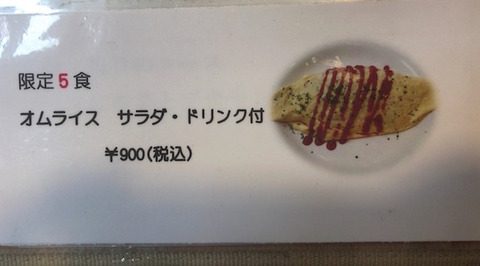 限定5食
オムライス　サラダ・ドリンク付
￥900(税込)